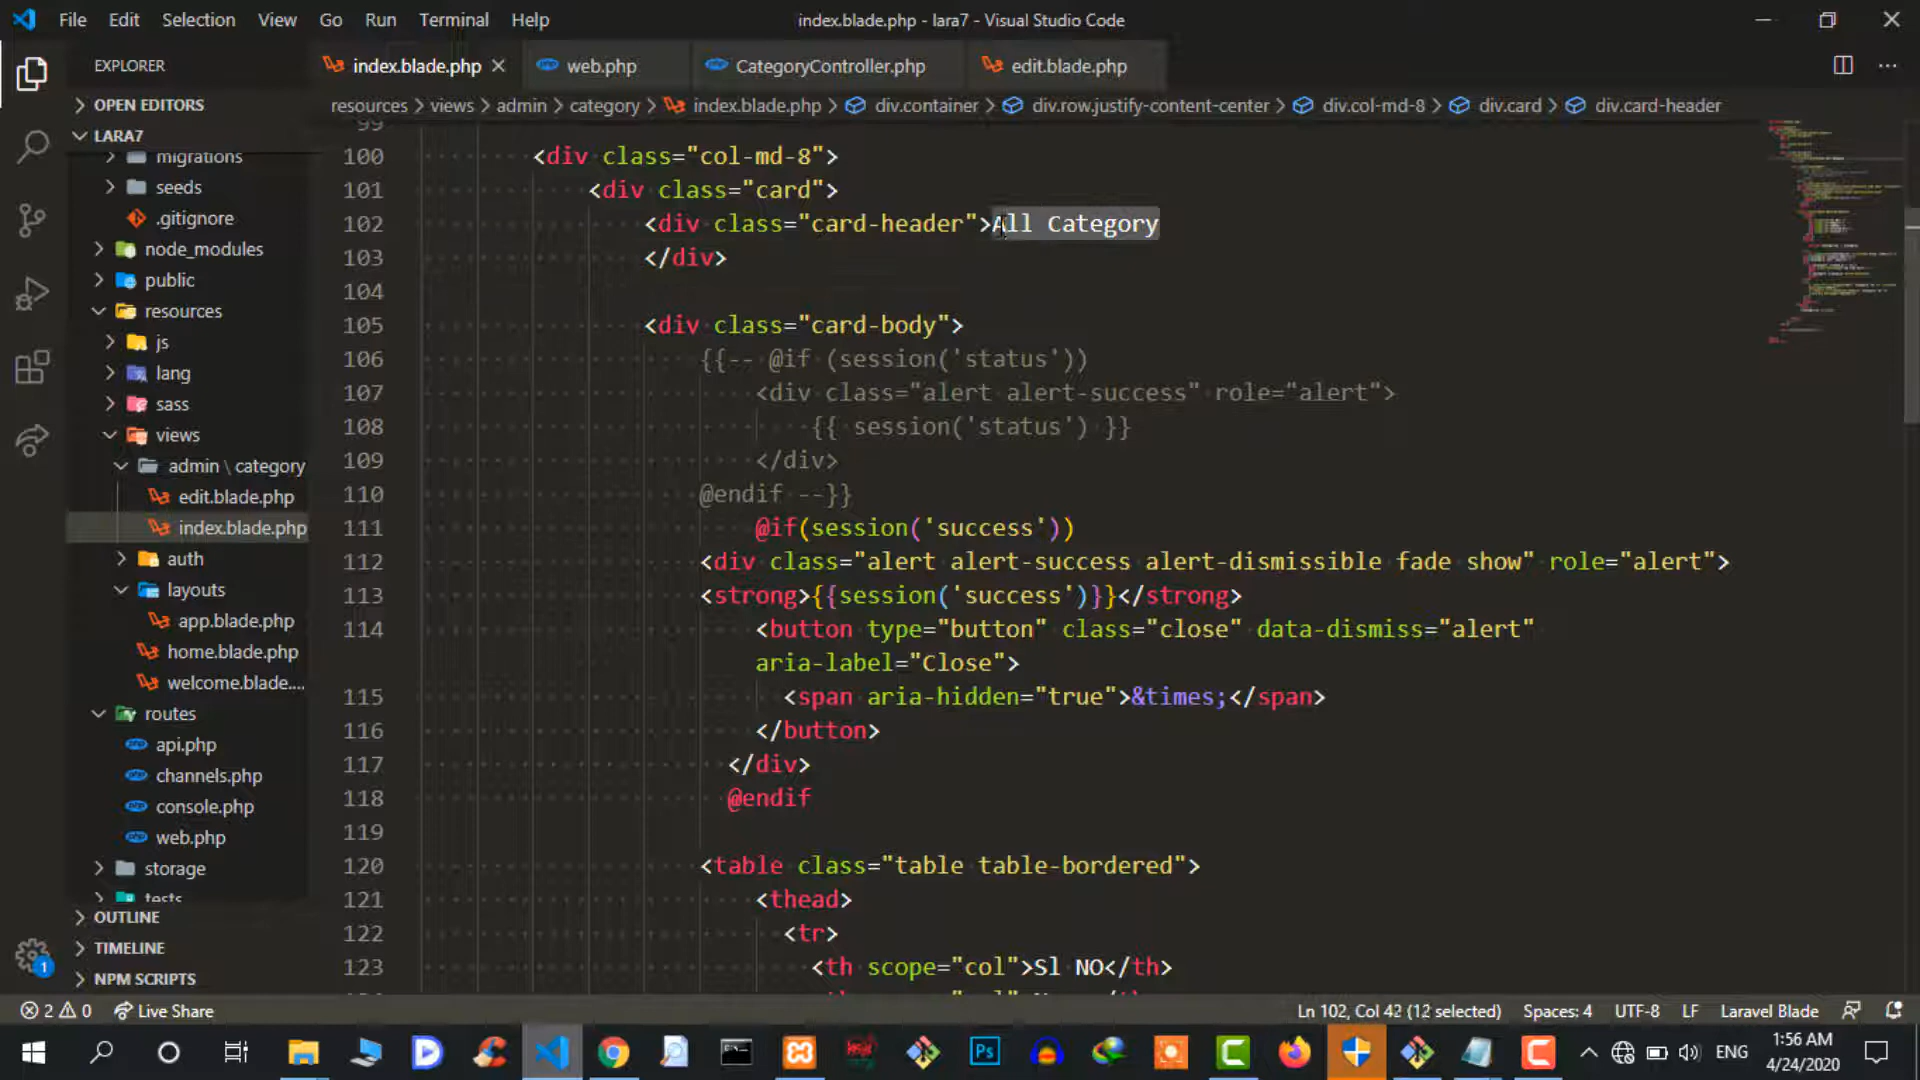 File Edit Selection View Go Run Terminal Help
index.blade.php - lara7 - Visual Studio Code
EXPLORER
index.blade.php
web.php
CategoryController.php
edit.blade.php
OPEN EDITORS
resources > views > admin > category > index.blade.php > div.container > div.row.justify-content-center > div.col-md-8 > div.card > div.card-header
LARA7
migrations
seeds
.gitignore
node_modules
public
resources
js
lang
sass
views
admin \ category
edit.blade.php
index.blade.php
auth
layouts
app.blade.php
home.blade.php
welcome.blade....
routes
api.php
channels.php
console.php
web.php
storage
tests
OUTLINE
TIMELINE
NPM SCRIPTS
99
100 <div class="col-md-8">
101 <div class="card">
102 <div class="card-header">All Category
103 </div>
104
105 <div class="card-body">
106 {{-- @if (session('status'))
107 <div class="alert alert-success" role="alert">
108 {{ session('status') }}
109 </div>
110 @endif --}}
111 @if(session('success'))
112 <div class="alert alert-success alert-dismissible fade show" role="alert">
113 <strong>{{session('success')}}</strong>
114 <button type="button" class="close" data-dismiss="alert"
aria-label="Close">
115 <span aria-hidden="true">&times;</span>
116 </button>
117 </div>
118 @endif
119
120 <table class="table table-bordered">
121 <thead>
122 <tr>
123 <th scope="col">Sl NO</th>
1
2 0 Live Share
Ln 102, Col 42 (12 selected) Spaces: 4 UTF-8 LF Laravel Blade
Ps
ENG
1:56 AM
4/24/2020